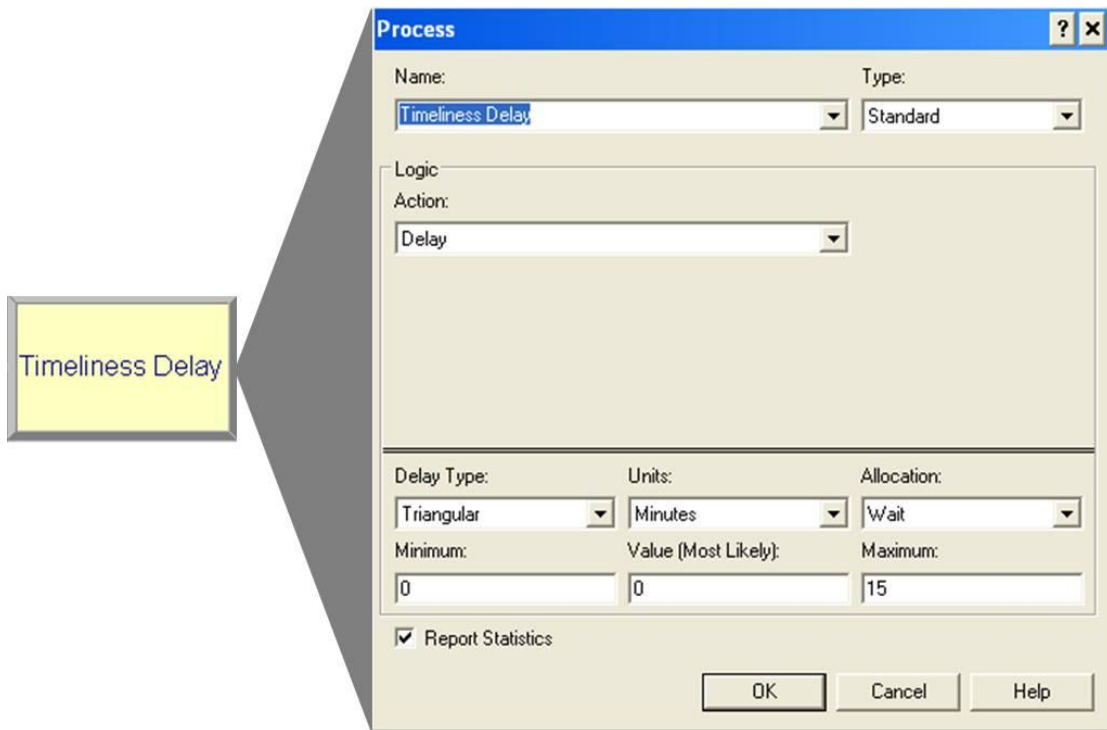 Process
Name: Type:
Timeliness Delay Standard
Logic
Action:
Delay
Timeliness Delay
Delay Type: Units: Allocation:
Triangular Minutes Wait
Minimum: Value (Most Likely): Maximum:
0 0 15
Report Statistics
OK Cancel Help